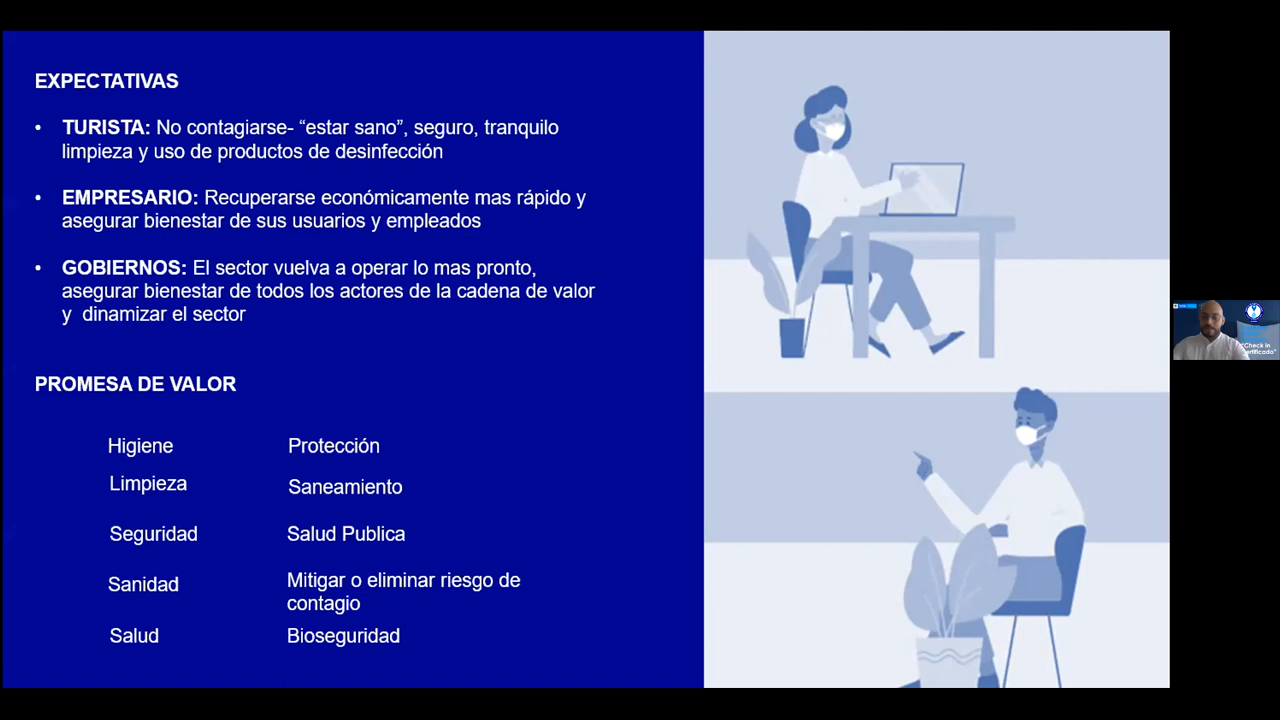 EXPECTATIVAS
• TURISTA: No contagiarse- “estar sano”, seguro, tranquilo
limpieza y uso de productos de desinfección
• EMPRESARIO: Recuperarse económicamente mas rápido y
asegurar bienestar de sus usuarios y empleados
• GOBIERNOS: El sector vuelva a operar lo mas pronto,
asegurar bienestar de todos los actores de la cadena de valor
y  dinamizar el sector
PROMESA DE VALOR
Higiene Protección
Limpieza Saneamiento
Seguridad Salud Publica
Sanidad Mitigar o eliminar riesgo de
contagio
Salud Bioseguridad
"Check in